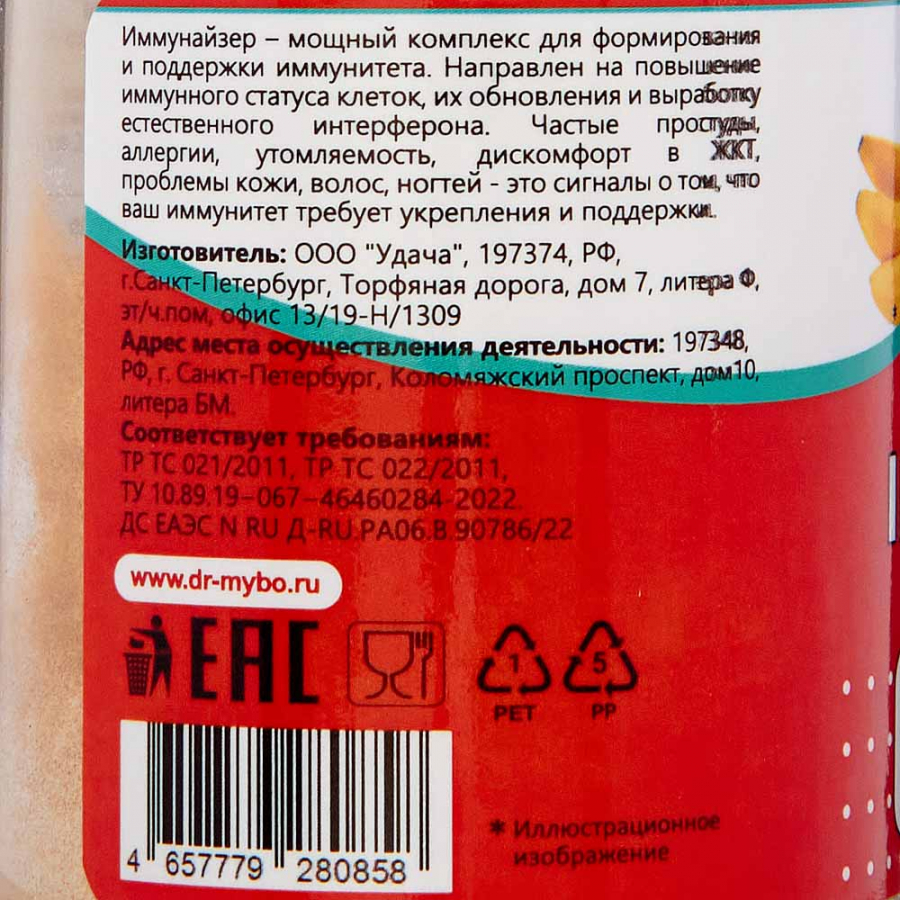 Иммунайзер – мощный комплекс для формирования
и поддержки иммунитета. Направлен на повышение
иммунного статуса клеток, их обновления и выработку
естественного интерферона. Частые простуды,
аллергии, утомляемость, дискомфорт в ЖКТ,
проблемы кожи, волос, ногтей - это сигналы о том, что
ваш иммунитет требует укрепления и поддержки.
Изготовитель: ООО "Удача", 197374, РФ,
г.Санкт-Петербург, Торфяная дорога, дом 7, литера Ф,
эт/ч.пом, офис 13/19-Н/1309
Адрес места осуществления деятельности: 197348,
РФ, г. Санкт-Петербург, Коломяжский проспект, дом10,
литера БМ.
Соответствует требованиям:
ТР ТС 021/2011, ТР ТС 022/2011,
ТУ 10.89.19–067–46460284-2022
ДС ЕАЭС N RU Д-RU.РА06.В.90786/22
www.dr-mybo.ru
EAC
1
PET
5
PP
4 657779 280858
* Иллюстрационное
изображение